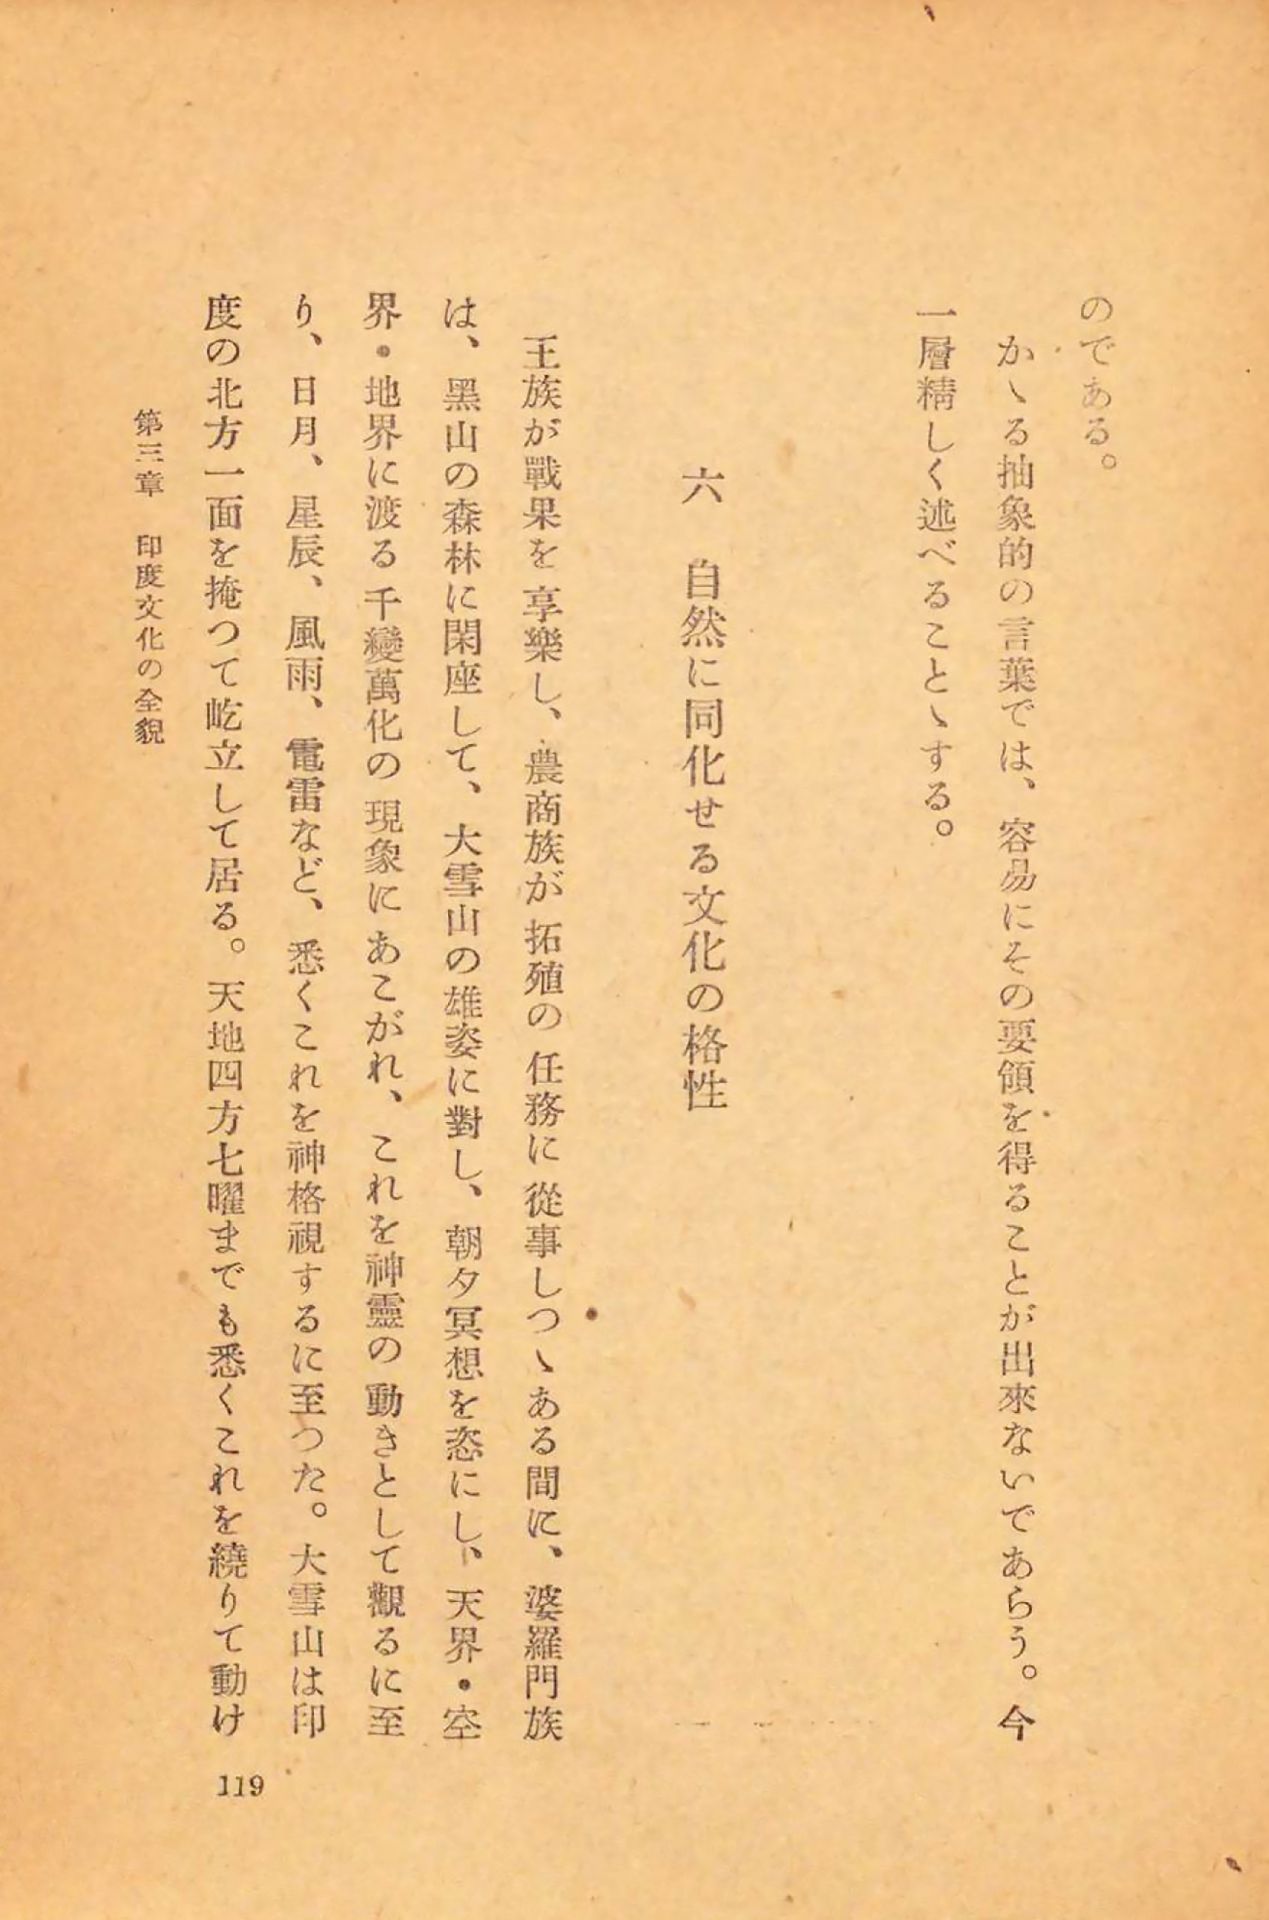 のである。
かゝる抽象的の言葉では、容易にその要領を得ることが出來ないであらう。今
一層精しく述べることゝする。
六　自然に同化せる文化の格性
王族が戰果を享樂し、農商族が拓殖の任務に從事しつゝある間に、婆羅門族
は、黑山の森林に閑座して、大雪山の雄姿に對し、朝夕冥想を恣にし、天界・空
界・地界に渡る千變萬化の現象にあこがれ、これを神靈の動きとして觀るに至
り、日月、星辰、風雨、電雷など、悉くこれを神格視するに至つた。大雪山は印
度の北方一面を掩つて屹立して居る。天地四方七曜までも悉くこれを繞りて動け
第三章　印度文化の全貌
119